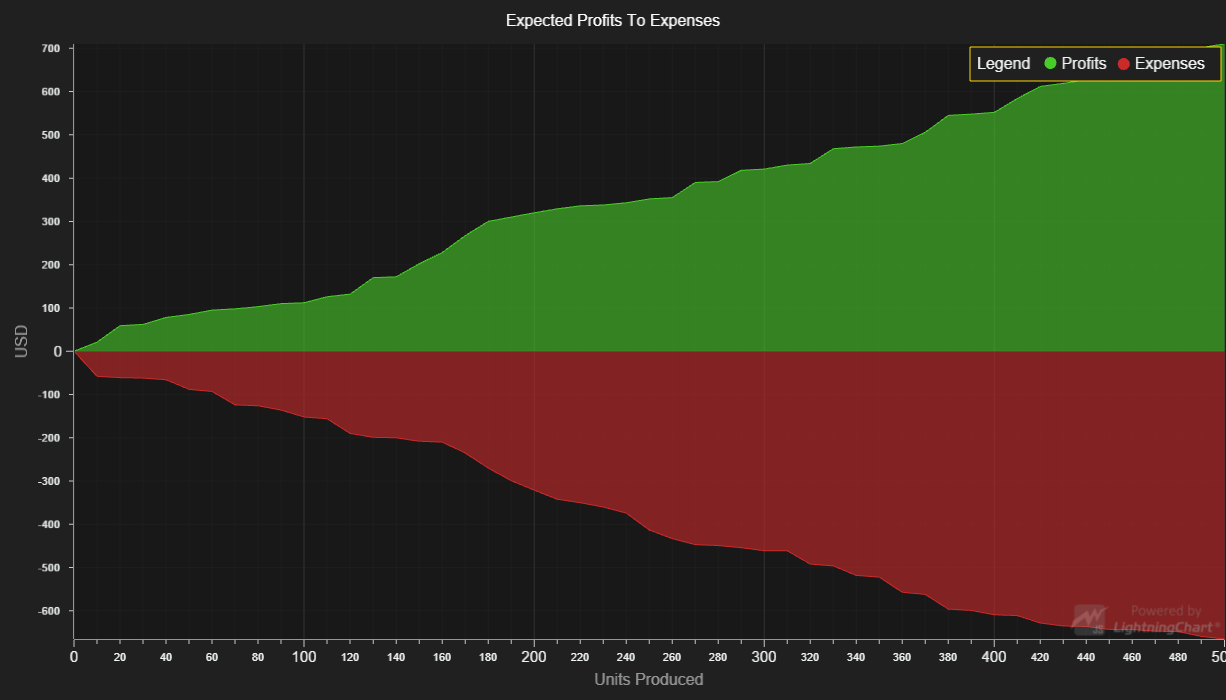 Expected Profits To Expenses
Legend Profits Expenses
700
600
500
400
300
200
100
0
-100
-200
-300
-400
-500
-600
USD
0 20 40 60 80 100 120 140 160 180 200 220 240 260 280 300 320 340 360 380 400 420 440 460 480 50
Units Produced
Powered by
LightningChart®
JS